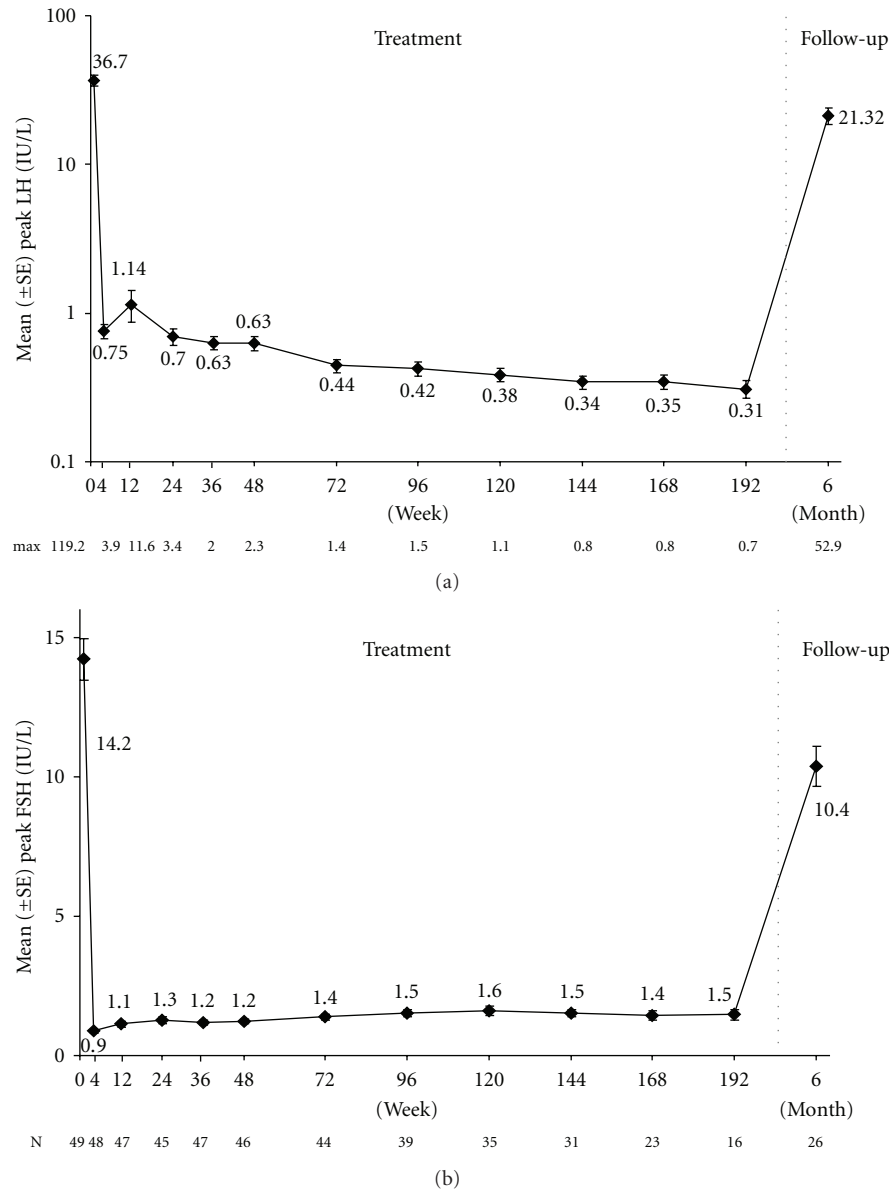 Treatment Follow-up
Mean (±SE) peak LH (IU/L)
100
10
1
0.1
36.7
0.75
1.14
0.7
0.63
0.63
0.44
0.42
0.38
0.34
0.35
0.31
21.32
0 4 12 24 36 48 72 96 120 144 168 192 6
(Week) (Month)
max 119.2 3.9 11.6 3.4 2 2.3 1.4 1.5 1.1 0.8 0.8 0.7 52.9
(a)
Treatment Follow-up
Mean (±SE) peak FSH (IU/L)
15
10
5
0
14.2
0.9
1.1
1.3
1.2
1.2
1.4
1.5
1.6
1.5
1.4
1.5
10.4
0 4 12 24 36 48 72 96 120 144 168 192 6
(Week) (Month)
N 49 48 47 45 47 46 44 39 35 31 23 16 26
(b)